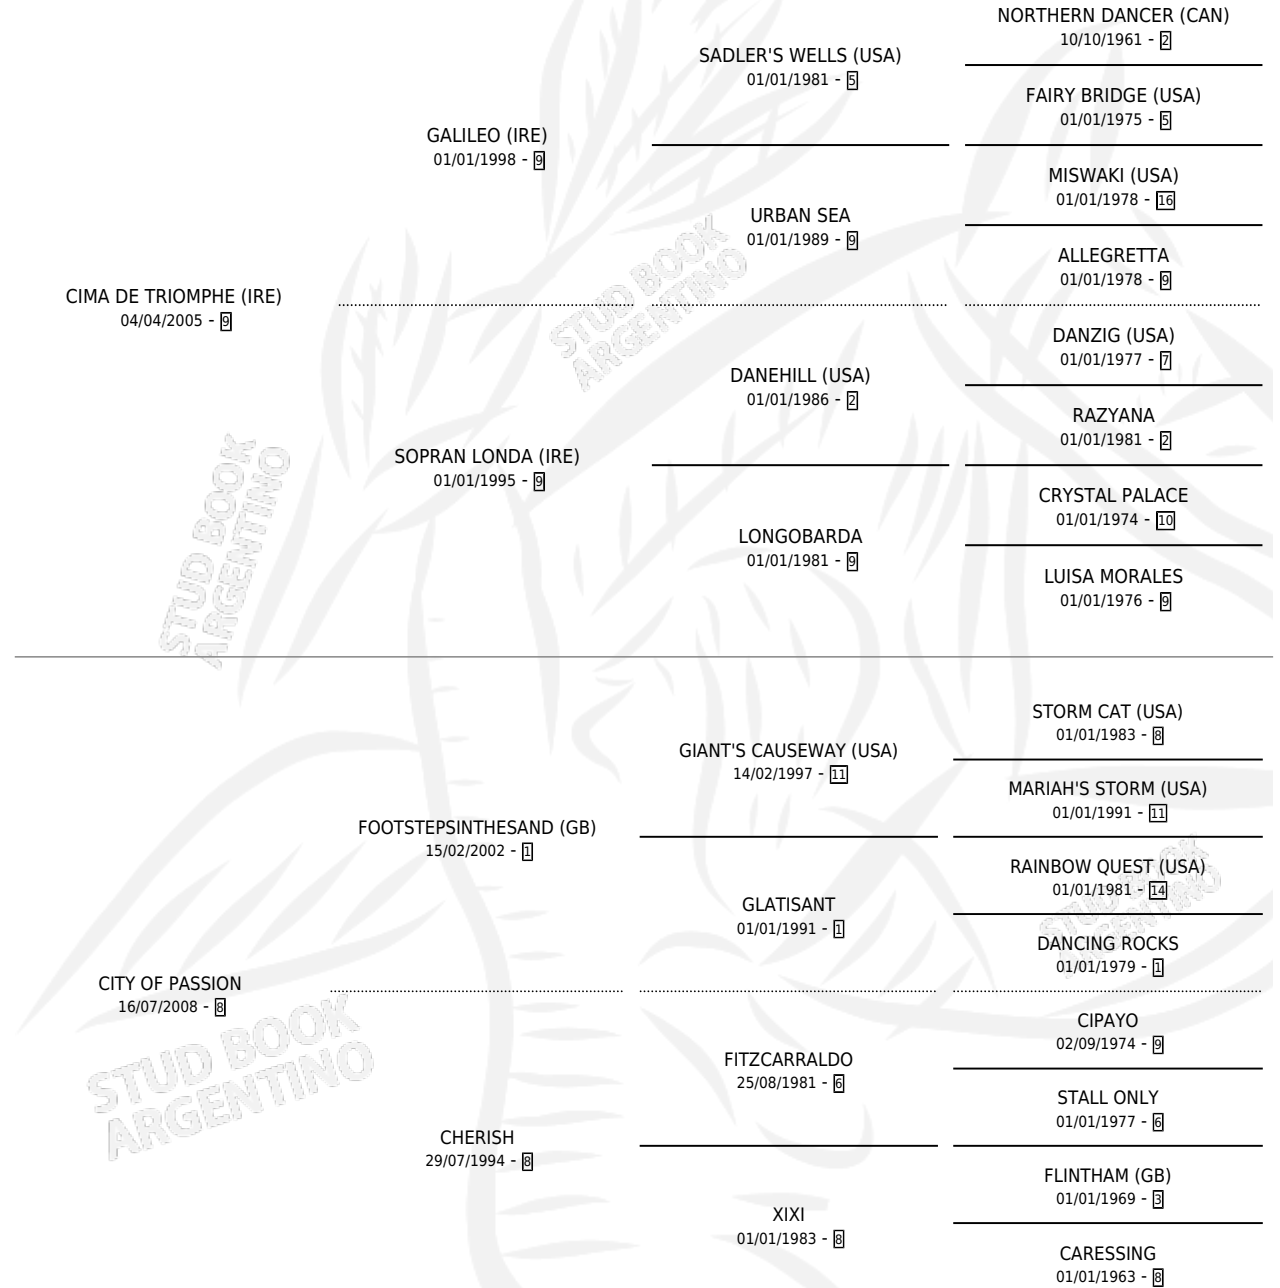 NORTHERN DANCER (CAN)
10/10/1961 - 2
SADLER'S WELLS (USA)
01/01/1981 - 5
FAIRY BRIDGE (USA)
01/01/1975 - 5
GALILEO (IRE)
01/01/1998 - 9
MISWAKI (USA)
01/01/1978 - 16
URBAN SEA
01/01/1989 - 9
ALLEGRETTA
01/01/1978 - 9
CIMA DE TRIOMPHE (IRE)
04/04/2005 - 9
DANZIG (USA)
01/01/1977 - 7
DANEHILL (USA)
01/01/1986 - 2
RAZYANA
01/01/1981 - 2
SOPRAN LONDA (IRE)
01/01/1995 - 9
CRYSTAL PALACE
01/01/1974 - 10
LONGOBARDA
01/01/1981 - 9
LUISA MORALES
01/01/1976 - 9
STORM CAT (USA)
01/01/1983 - 8
GIANT'S CAUSEWAY (USA)
14/02/1997 - 11
MARIAH'S STORM (USA)
01/01/1991 - 11
FOOTSTEPSINTHESAND (GB)
15/02/2002 - 1
RAINBOW QUEST (USA)
01/01/1981 - 14
GLATISANT
01/01/1991 - 1
DANCING ROCKS
01/01/1979 - 1
CITY OF PASSION
16/07/2008 - 8
CIPAYO
02/09/1974 - 9
FITZCARRALDO
25/08/1981 - 6
STALL ONLY
01/01/1977 - 6
CHERISH
29/07/1994 - 8
FLINTHAM (GB)
01/01/1969 - 3
XIXI
01/01/1983 - 8
CARESSING
01/01/1963 - 8
STUD BOOK
ARGENTINO
STUD BOOK
ARGENTINO
STUD BOOK
ARGENTINO
STUD BOOK
ARGENTINO